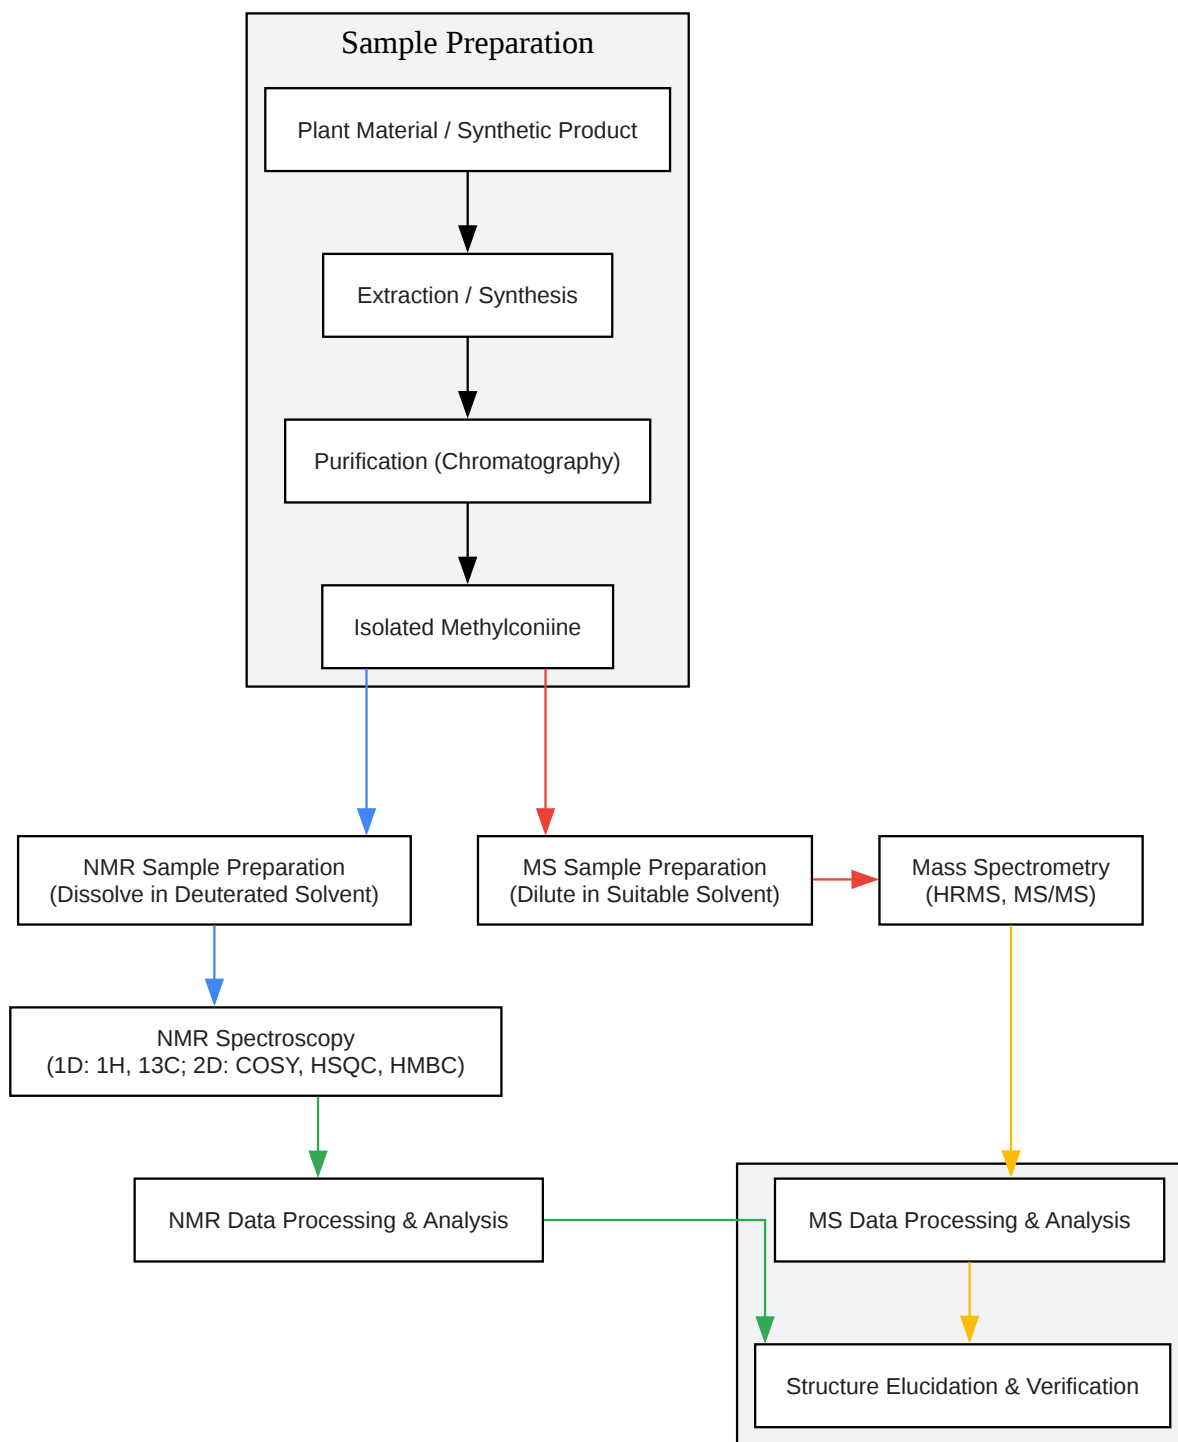 Sample Preparation
Plant Material / Synthetic Product
Extraction / Synthesis
Purification (Chromatography)
Isolated Methylconiine
NMR Sample Preparation
(Dissolve in Deuterated Solvent)
MS Sample Preparation
(Dilute in Suitable Solvent)
Mass Spectrometry
(HRMS, MS/MS)
NMR Spectroscopy
(1D: 1H, 13C; 2D: COSY, HSQC, HMBC)
NMR Data Processing & Analysis
MS Data Processing & Analysis
Structure Elucidation & Verification